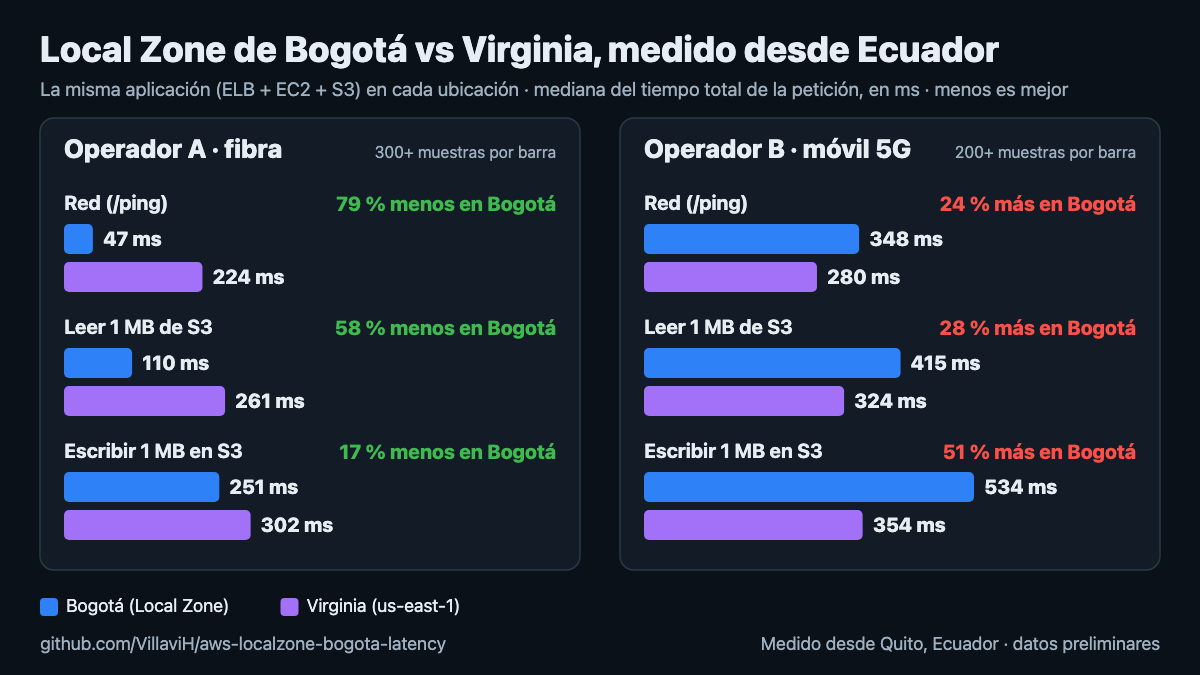 Local Zone de Bogotá vs Virginia, medido desde Ecuador
La misma aplicación (ELB + EC2 + S3) en cada ubicación · mediana del tiempo total de la petición, en ms · menos es mejor
Operador A · fibra
300+ muestras por barra
Red (/ping)
79 % menos en Bogotá
47 ms
224 ms
Leer 1 MB de S3
58 % menos en Bogotá
110 ms
261 ms
Escribir 1 MB en S3
17 % menos en Bogotá
251 ms
302 ms
Operador B · móvil 5G
200+ muestras por barra
Red (/ping)
24 % más en Bogotá
348 ms
280 ms
Leer 1 MB de S3
28 % más en Bogotá
415 ms
324 ms
Escribir 1 MB en S3
51 % más en Bogotá
534 ms
354 ms
Bogotá (Local Zone)
Virginia (us-east-1)
github.com/VillaviH/aws-localzone-bogota-latency
Medido desde Quito, Ecuador · datos preliminares